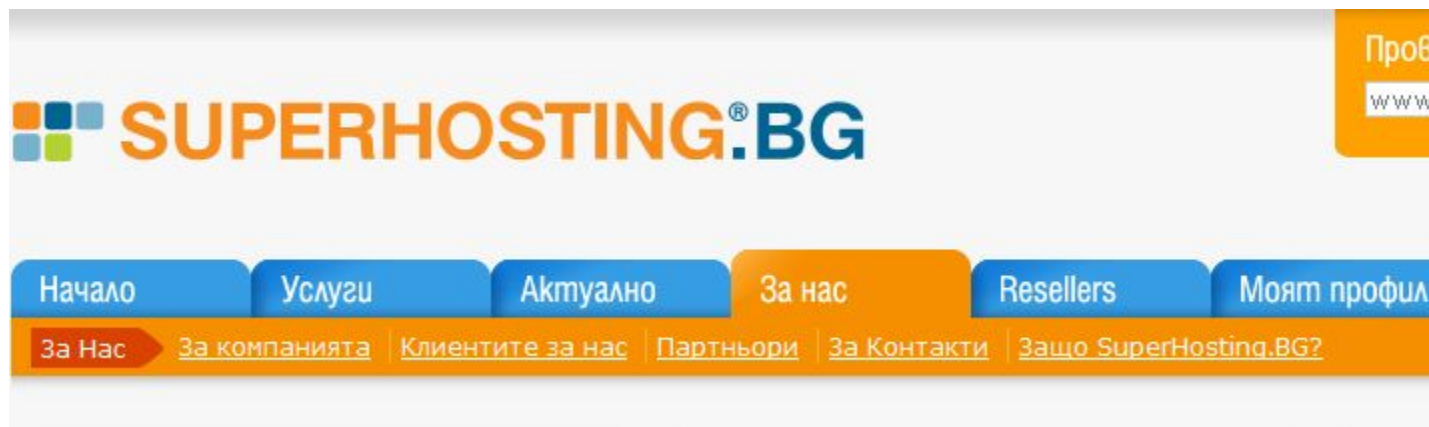 SUPERHOSTING®.BG
www
Начало Услуги Актуално За нас Resellers Моят профил
За Нас За компанията Клиентите за нас Партньори За Контакти Защо SuperHosting.BG?